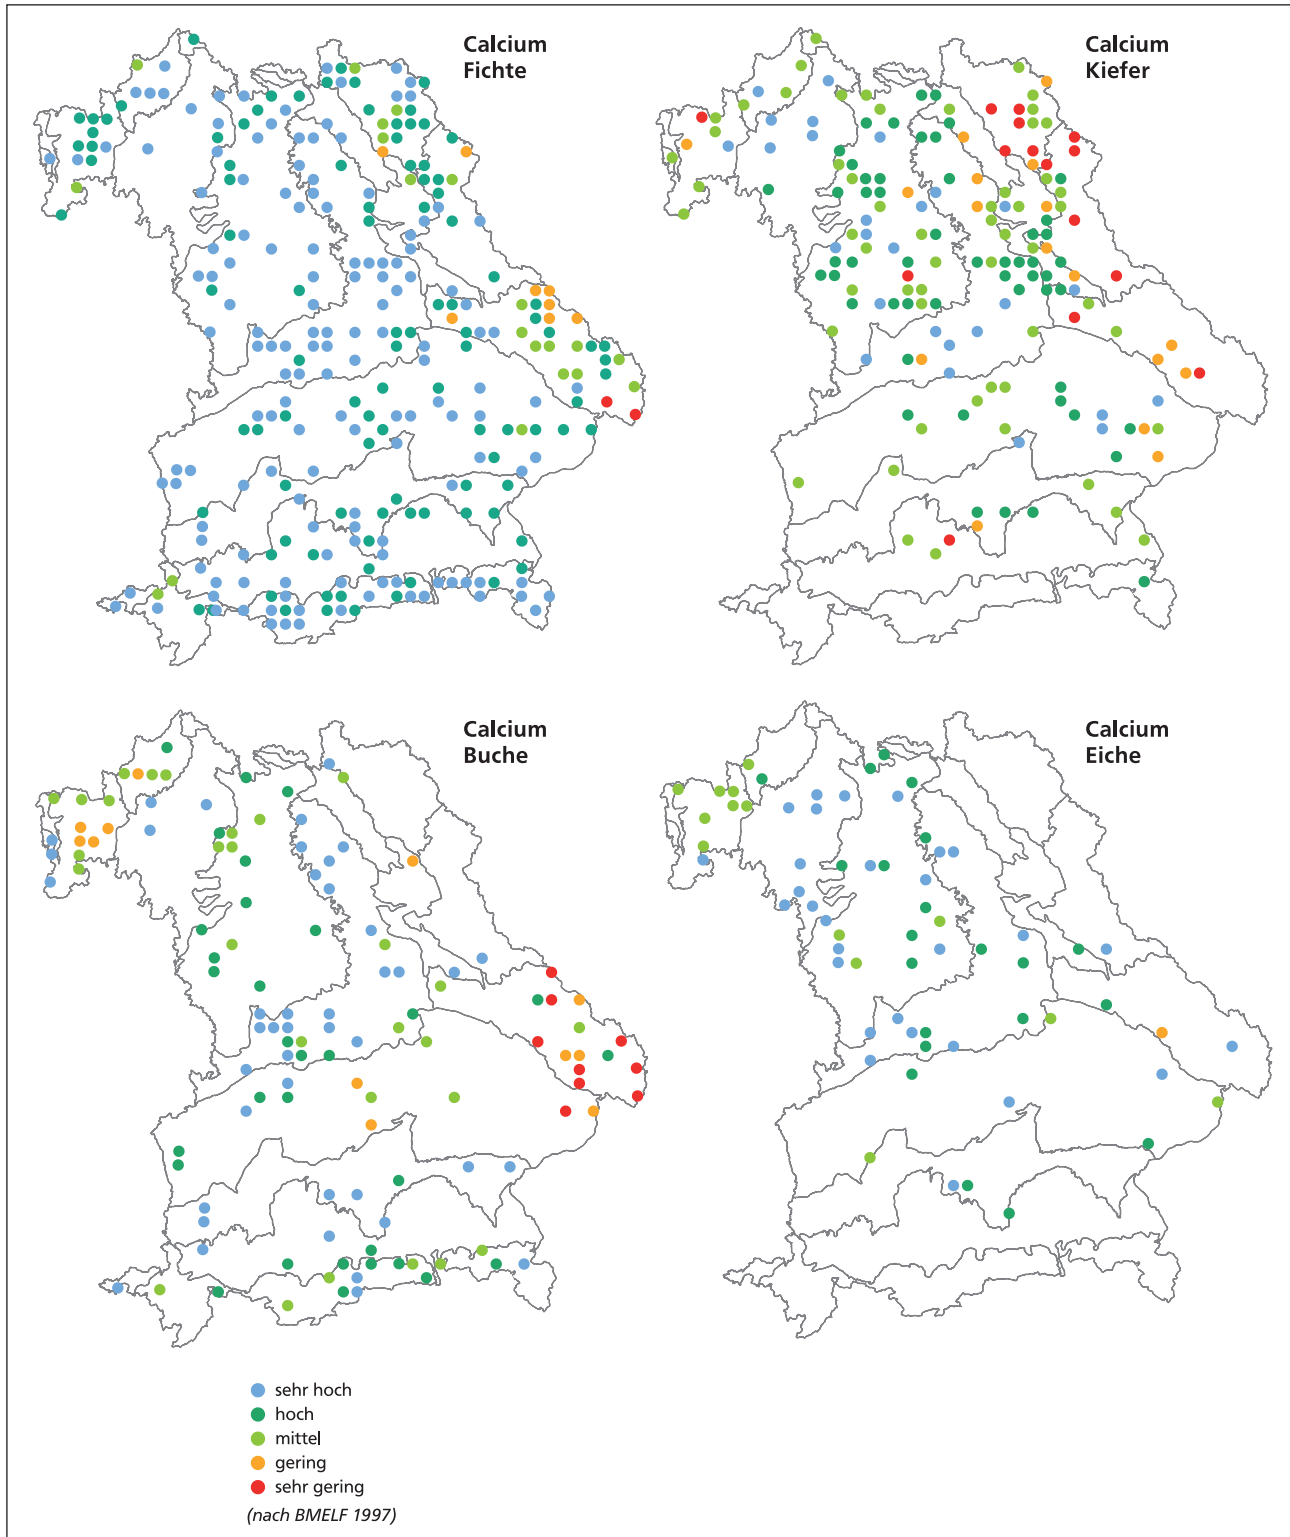 Calcium
Fichte
Calcium
Kiefer
Calcium
Buche
Calcium
Eiche
sehr hoch
hoch
mittel
gering
sehr gering
(nach BMELF 1997)